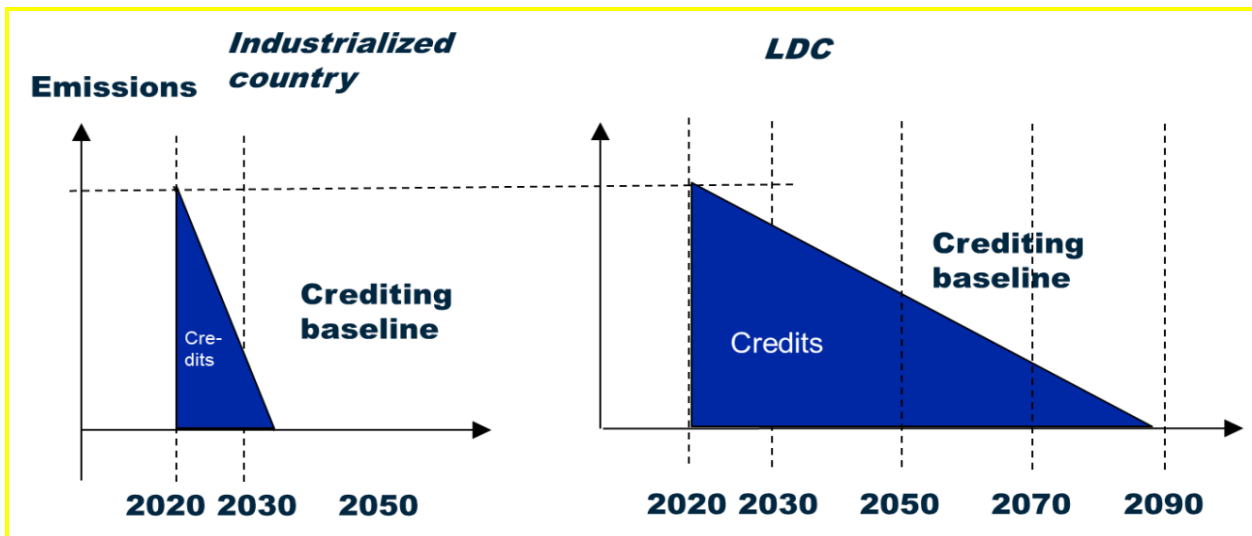 Industrialized
country
Emissions
Cre-
dits
Crediting
baseline
2020 2030 2050
LDC
Credits
Crediting
baseline
2020 2030 2050 2070 2090